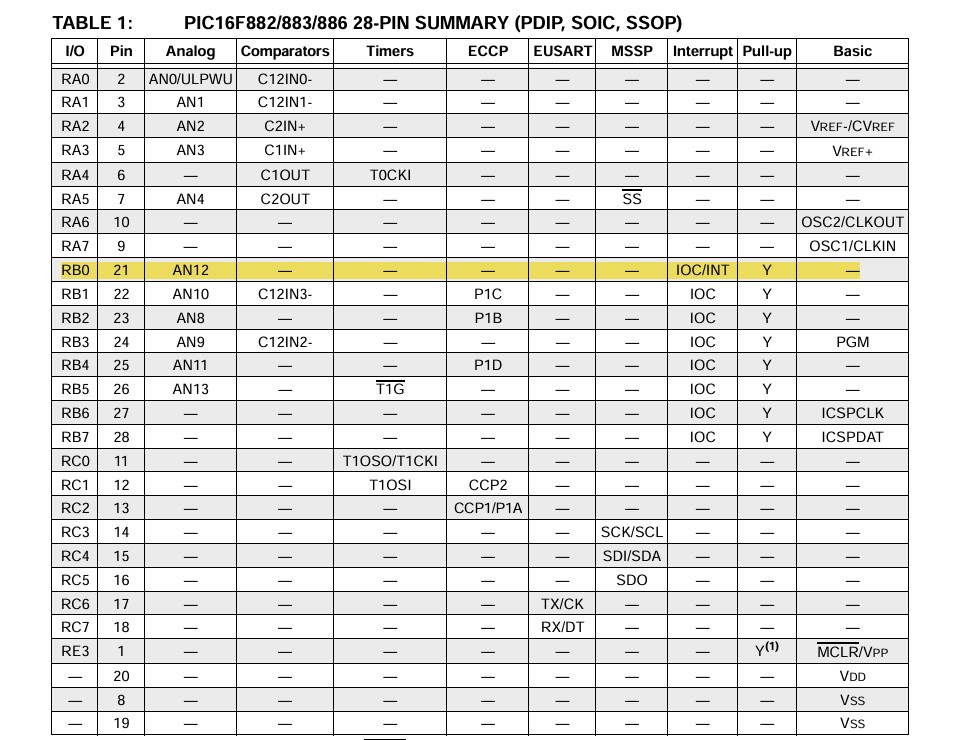 TABLE 1: PIC16F882/883/886 28-PIN SUMMARY (PDIP, SOIC, SSOP)
I/O Pin Analog Comparators Timers ECCP EUSART MSSP Interrupt Pull-up Basic
RA0 2 AN0/ULPWU C12IN0- — — — — — — —
RA1 3 AN1 C12IN1- — — — — — — —
RA2 4 AN2 C2IN+ — — — — — — VREF-/CVREF
RA3 5 AN3 C1IN+ — — — — — — VREF+
RA4 6 — C1OUT T0CKI — — — — — —
RA5 7 AN4 C2OUT — — — SS — — —
RA6 10 — — — — — — — — OSC2/CLKOUT
RA7 9 — — — — — — — — OSC1/CLKIN
RB0 21 AN12 — — — — — IOC/INT Y —
RB1 22 AN10 C12IN3- — P1C — — IOC Y —
RB2 23 AN8 — — P1B — — IOC Y —
RB3 24 AN9 C12IN2- — — — — IOC Y PGM
RB4 25 AN11 — — P1D — — IOC Y —
RB5 26 AN13 — T1G — — — IOC Y —
RB6 27 — — — — — — IOC Y ICSPCLK
RB7 28 — — — — — — IOC Y ICSPDAT
RC0 11 — — T1OSO/T1CKI — — — — — —
RC1 12 — — T1OSI CCP2 — — — — —
RC2 13 — — — CCP1/P1A — — — — —
RC3 14 — — — — — SCK/SCL — — —
RC4 15 — — — — — SDI/SDA — — —
RC5 16 — — — — — SDO — — —
RC6 17 — — — — TX/CK — — — —
RC7 18 — — — — RX/DT — — — —
RE3 1 — — — — — — — Y(1) MCLR/VPP
— 20 — — — — — — — — VDD
— 8 — — — — — — — — VSS
— 19 — — — — — — — — VSS